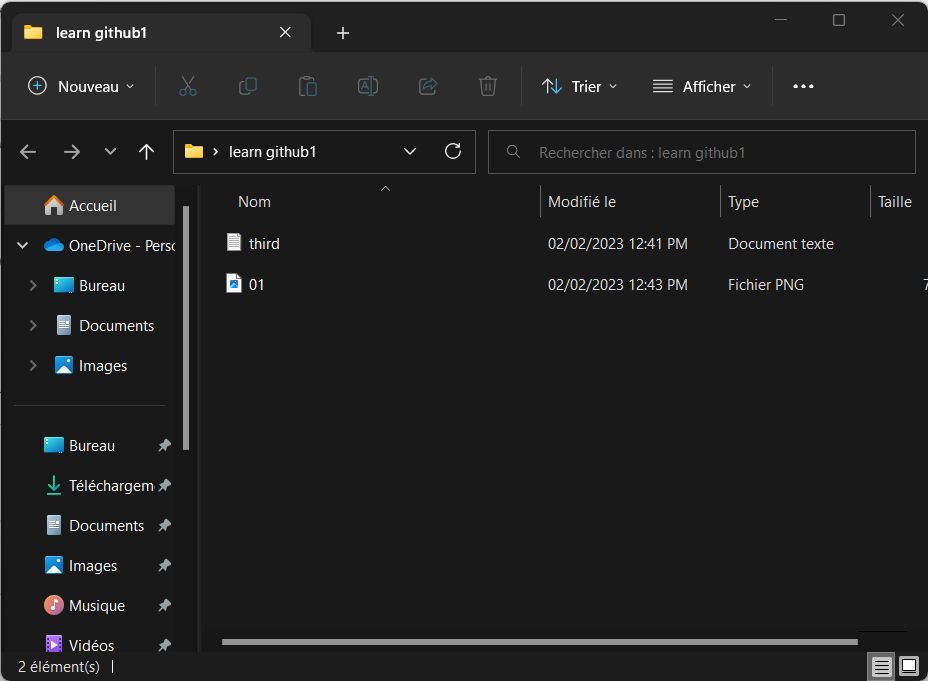 learn github1
Nouveau
Trier
Afficher
learn github1
Rechercher dans : learn github1
Accueil
Nom Modifié le Type Taille
OneDrive - Perso
third 02/02/2023 12:41 PM Document texte
Bureau
01 02/02/2023 12:43 PM Fichier PNG 7
Documents
Images
Bureau
Téléchargem
Documents
Images
Musique
Vidéos
2 élément(s)